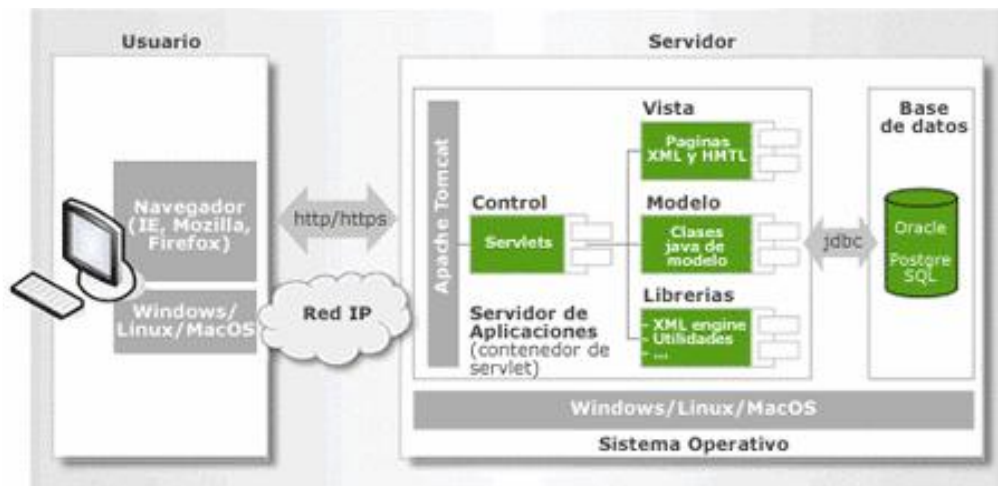 Usuario
Navegador
(IE, Mozilla,
Firefox)
Windows/
Linux/MacOS
http/https
Red IP
Servidor
Apache Tomcat
Control
Servlets
Servidor de
Aplicaciones
(contenedor de
servlet)
Vista
Paginas
XML y HMTL
Modelo
Clases
java de
modelo
Librerias
- XML engine
- Utilidades
- ...
jdbc
Base
de datos
Oracle
Postgre
SQL
Windows/Linux/MacOS
Sistema Operativo